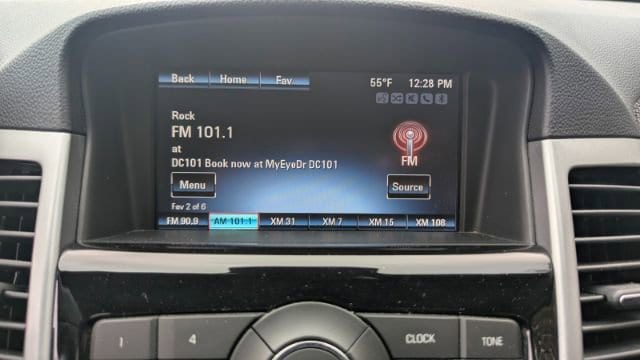 Back Home Fav 55°F 12:28 PM
Rock
FM 101.1
at
DC101 Book now at MyEyeDr DC101
FM
Menu Source
Fav 2 of 6
FM 90.9 AM 101.1 XM 31 XM 7 XM 15 XM 108
1 4 CLOCK TONE